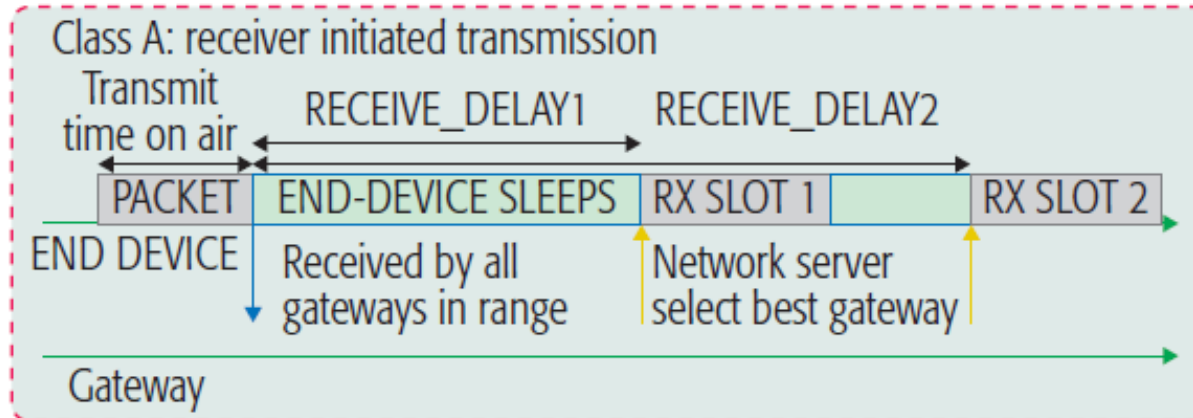 Class A: receiver initiated transmission
Transmit
time on air
RECEIVE_DELAY1
RECEIVE_DELAY2
PACKET
END-DEVICE SLEEPS
RX SLOT 1
RX SLOT 2
END DEVICE
Received by all
gateways in range
Network server
select best gateway
Gateway